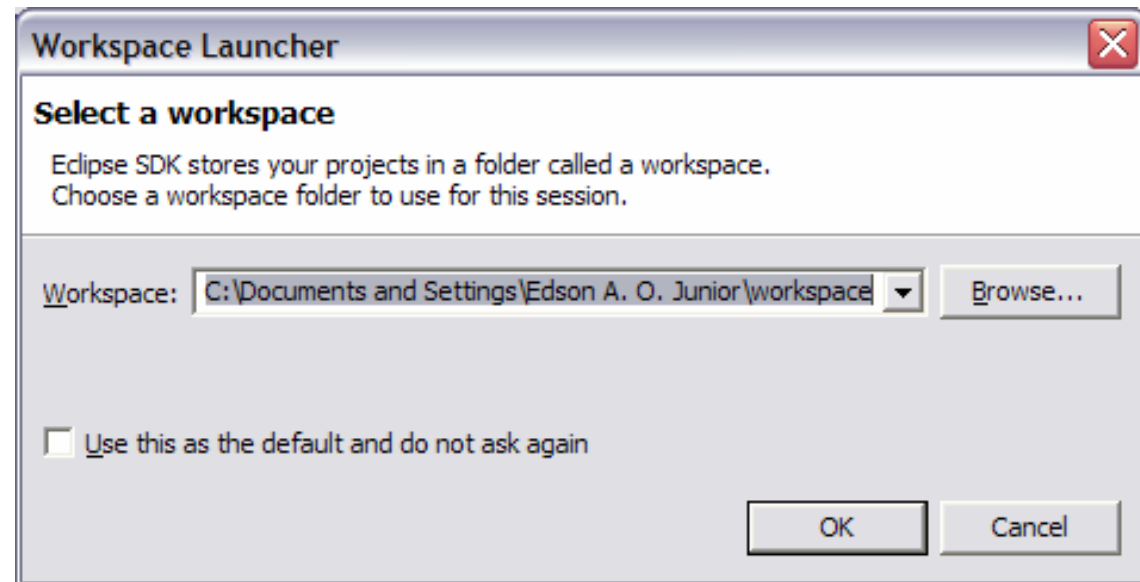 Workspace Launcher
Select a workspace
Eclipse SDK stores your projects in a folder called a workspace.
Choose a workspace folder to use for this session.
Workspace: C:\Documents and Settings\Edson A. O. Junior\workspace Browse...
Use this as the default and do not ask again
OK Cancel